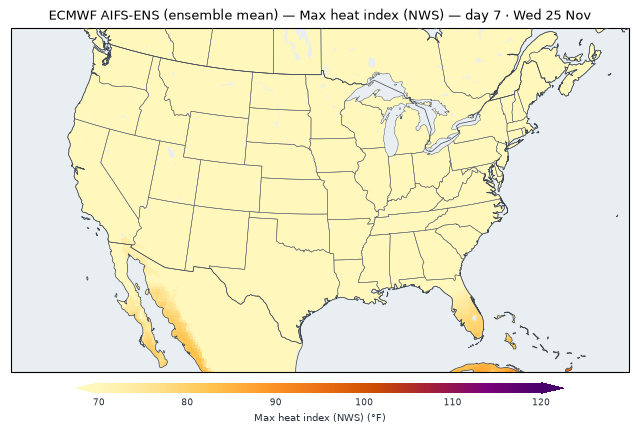 ECMWF AIFS-ENS (ensemble mean) — Max heat index (NWS) — day 7 · Wed 25 Nov
70 80 90 100 110 120
Max heat index (NWS) (°F)